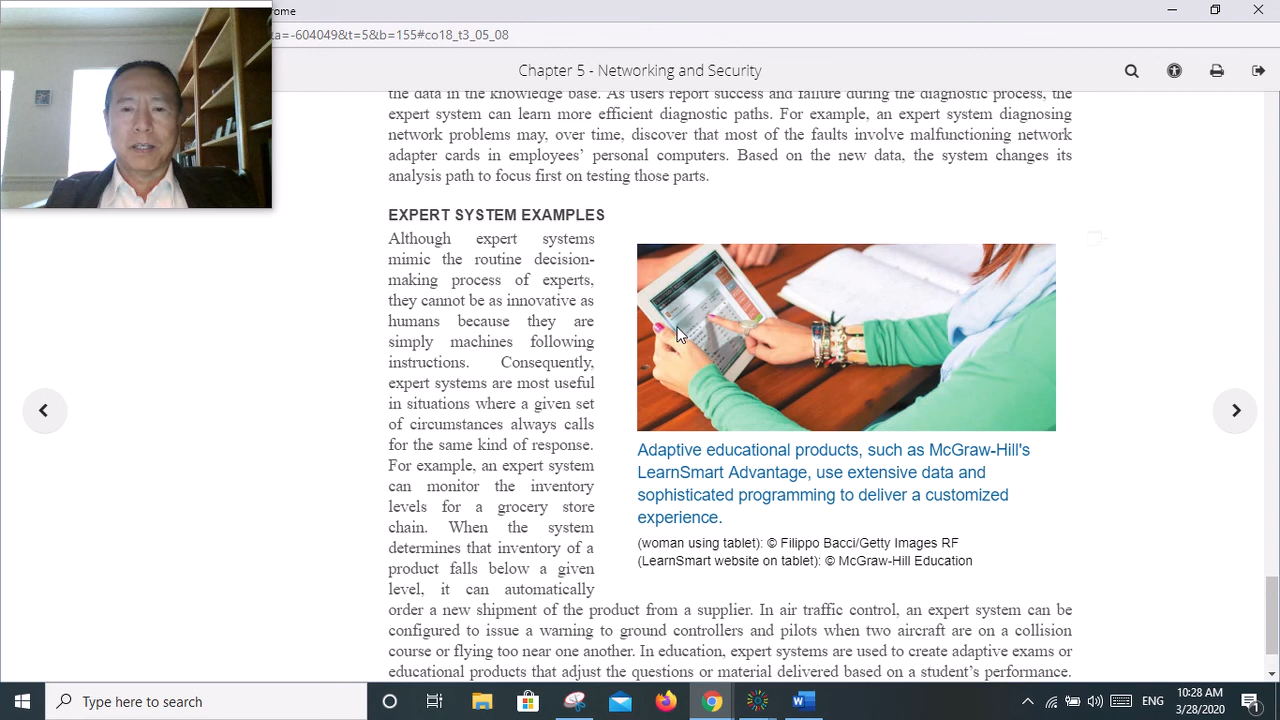 ome
a=-604049&t=5&b=155#co18_t3_05_08
Chapter 5 - Networking and Security
the data in the knowledge base. As users report success and failure during the diagnostic process, the
expert system can learn more efficient diagnostic paths. For example, an expert system diagnosing
network problems may, over time, discover that most of the faults involve malfunctioning network
adapter cards in employees’ personal computers. Based on the new data, the system changes its
analysis path to focus first on testing those parts.
EXPERT SYSTEM EXAMPLES
Although expert systems
mimic the routine decision-
making process of experts,
they cannot be as innovative as
humans because they are
simply machines following
instructions. Consequently,
expert systems are most useful
in situations where a given set
of circumstances always calls
for the same kind of response.
For example, an expert system
can monitor the inventory
levels for a grocery store
chain. When the system
determines that inventory of a
product falls below a given
level, it can automatically
order a new shipment of the product from a supplier. In air traffic control, an expert system can be
configured to issue a warning to ground controllers and pilots when two aircraft are on a collision
course or flying too near one another. In education, expert systems are used to create adaptive exams or
educational products that adjust the questions or material delivered based on a student’s performance.
Adaptive educational products, such as McGraw-Hill's
LearnSmart Advantage, use extensive data and
sophisticated programming to deliver a customized
experience.
(woman using tablet): © Filippo Bacci/Getty Images RF
(LearnSmart website on tablet): © McGraw-Hill Education
Type here to search
ENG
10:28 AM
3/28/2020